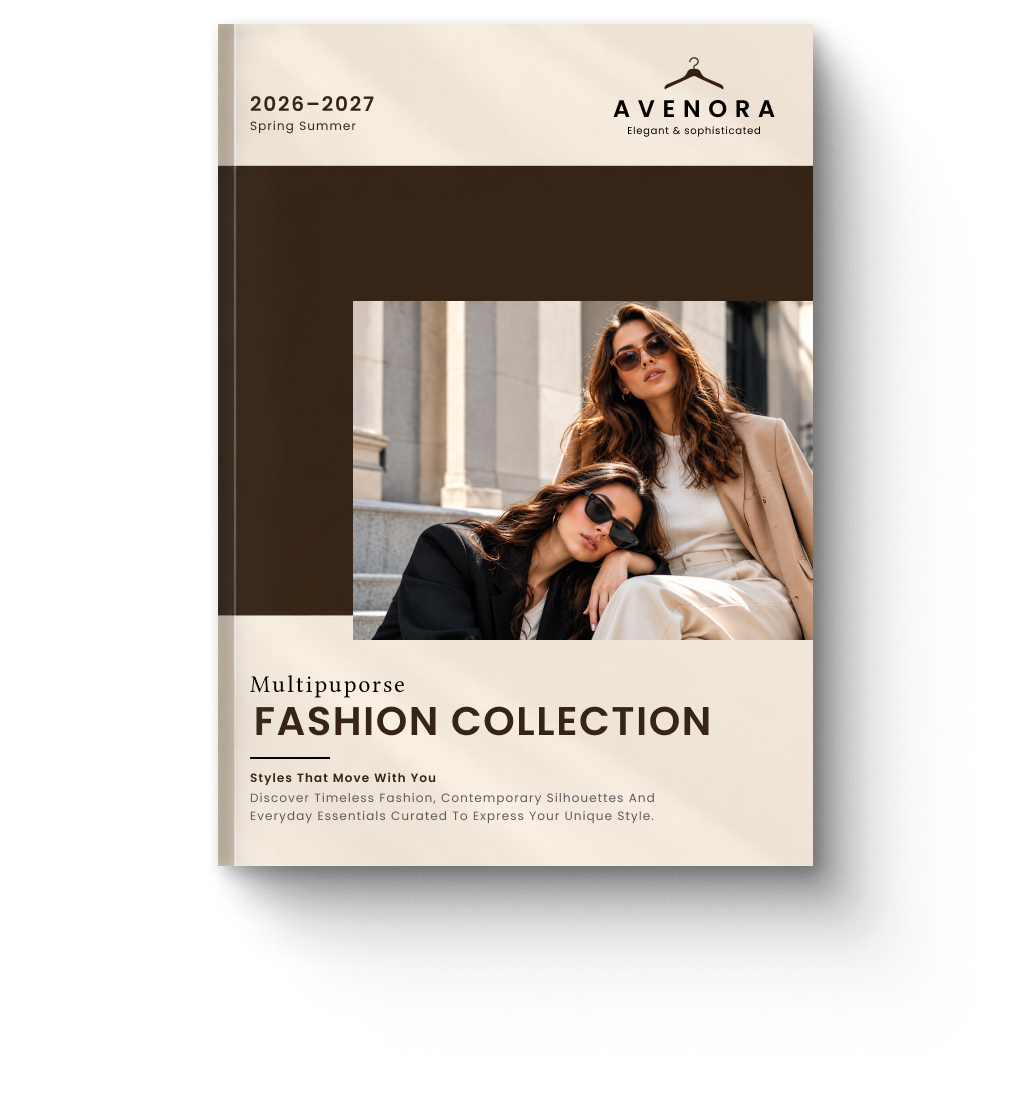 2026–2027
Spring Summer
AVENORA
Elegant & sophisticated
Multipuporse
FASHION COLLECTION
Styles That Move With You
Discover Timeless Fashion, Contemporary Silhouettes And
Everyday Essentials Curated To Express Your Unique Style.